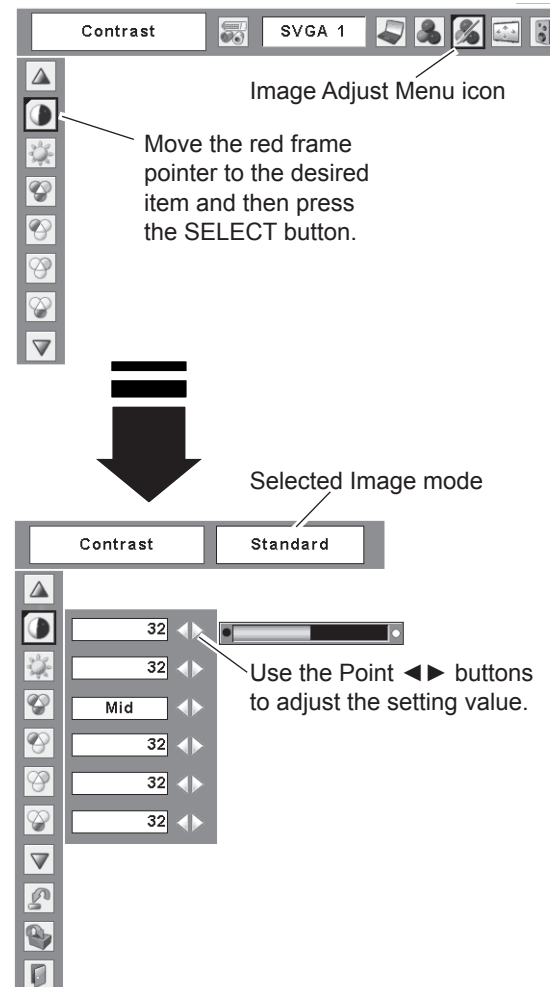 Contrast
SVGA 1
Image Adjust Menu icon
Move the red frame
pointer to the desired
item and then press
the SELECT button.
Selected Image mode
Contrast
Standard
32
32
Mid
32
32
32
Use the Point ◄► buttons
to adjust the setting value.